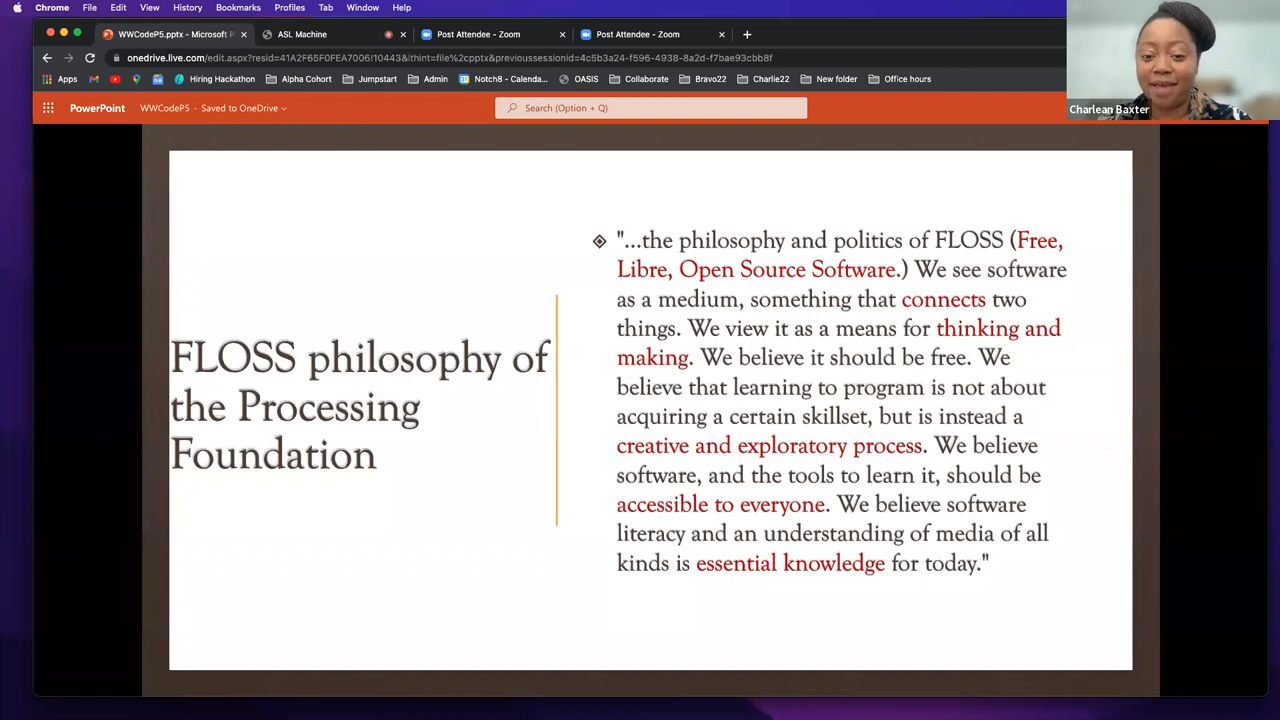 Chrome File Edit View History Bookmarks Profiles Tab Window Help
WWCodeP5.pptx - Microsoft P ASL Machine Post Attendee - Zoom Post Attendee - Zoom
onedrive.live.com/edit.aspx?resid=41A2F65F0FEA7006!10443&ithint=file%2cpptx&previoussessionid=4c5b3a24-f596-4938-8a2d-f7bae93cbb8f
Apps Hiring Hackathon Alpha Cohort Jumpstart Admin Notch8 - Calenda... OASIS Collaborate Bravo22 Charlie22 New folder Office hours
PowerPoint WWCodeP5 - Saved to OneDrive Search (Option + Q)
Charlean Baxter
FLOSS philosophy of
the Processing
Foundation
"...the philosophy and politics of FLOSS (Free,
Libre, Open Source Software.) We see software
as a medium, something that connects two
things. We view it as a means for thinking and
making. We believe it should be free. We
believe that learning to program is not about
acquiring a certain skillset, but is instead a
creative and exploratory process. We believe
software, and the tools to learn it, should be
accessible to everyone. We believe software
literacy and an understanding of media of all
kinds is essential knowledge for today."